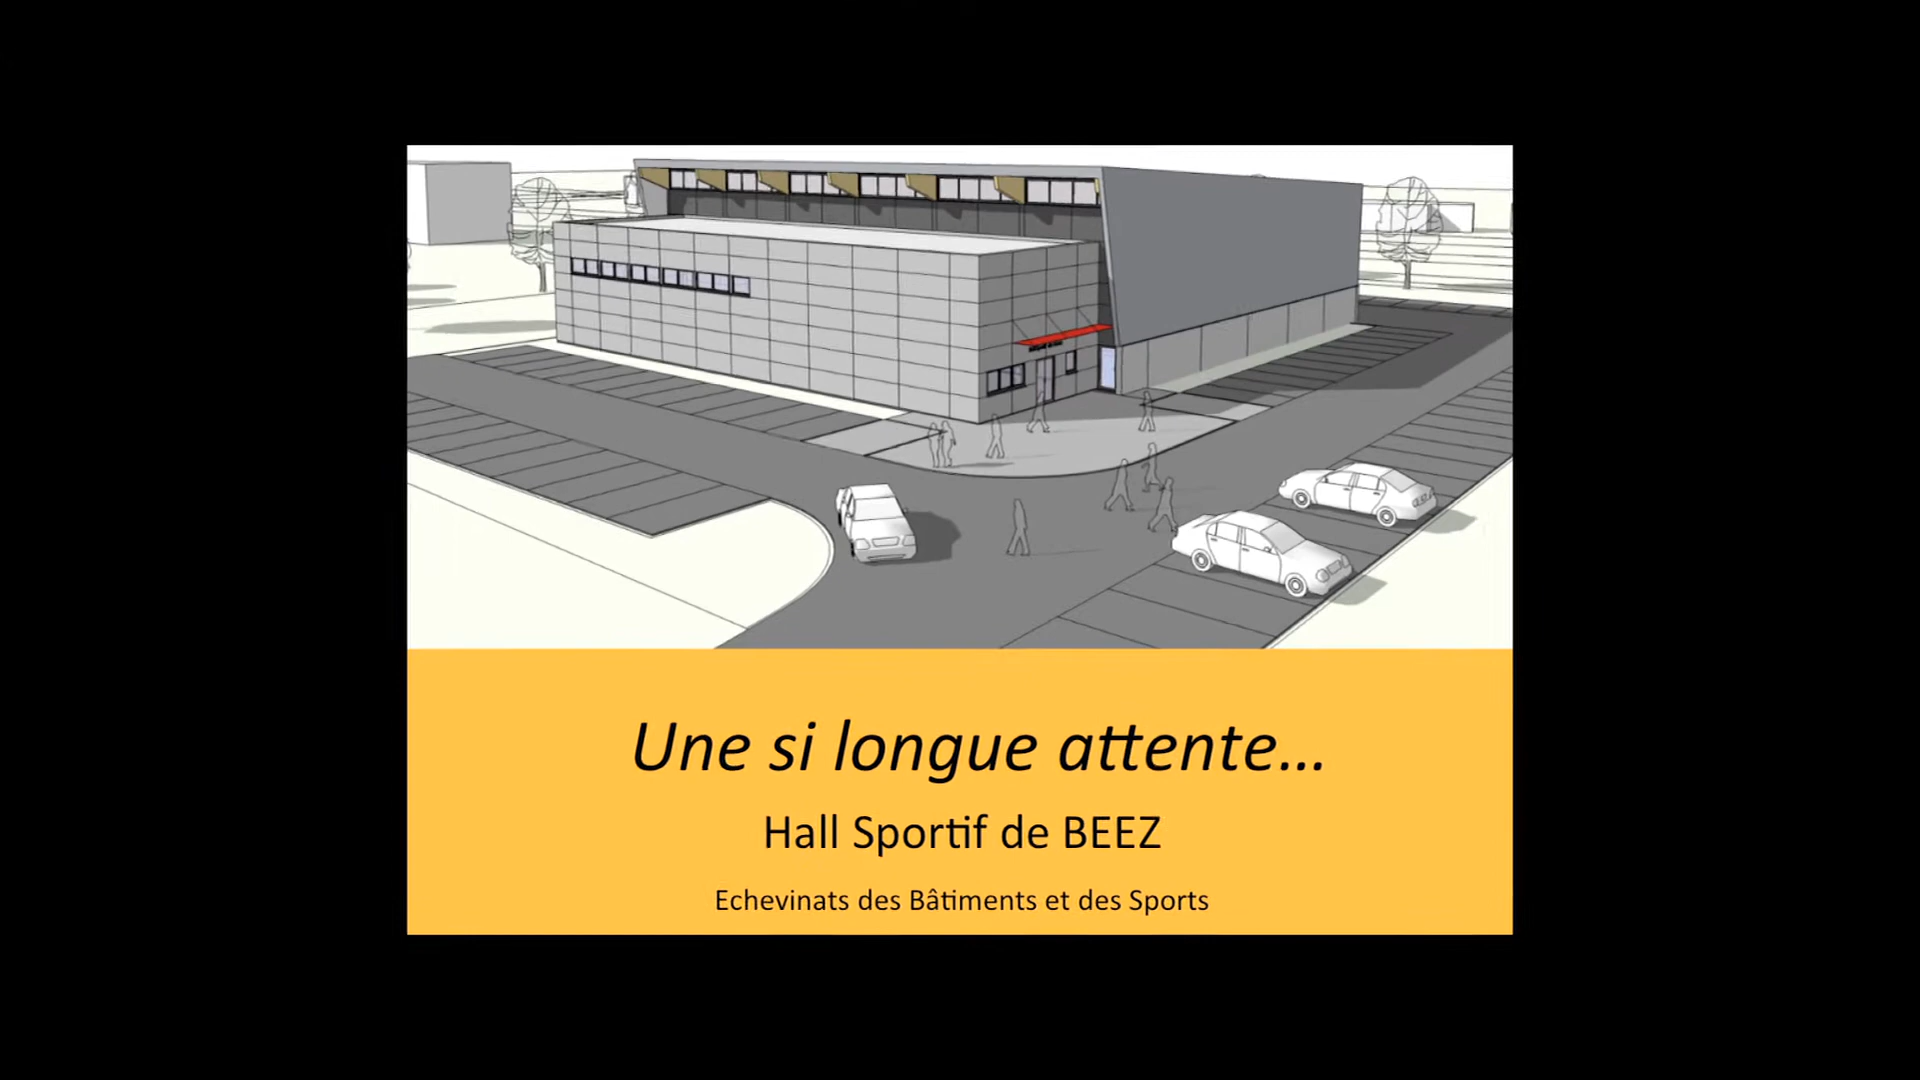 Une si longue attente...
Hall Sportif de BEEZ
Echevinats des Bâtiments et des Sports